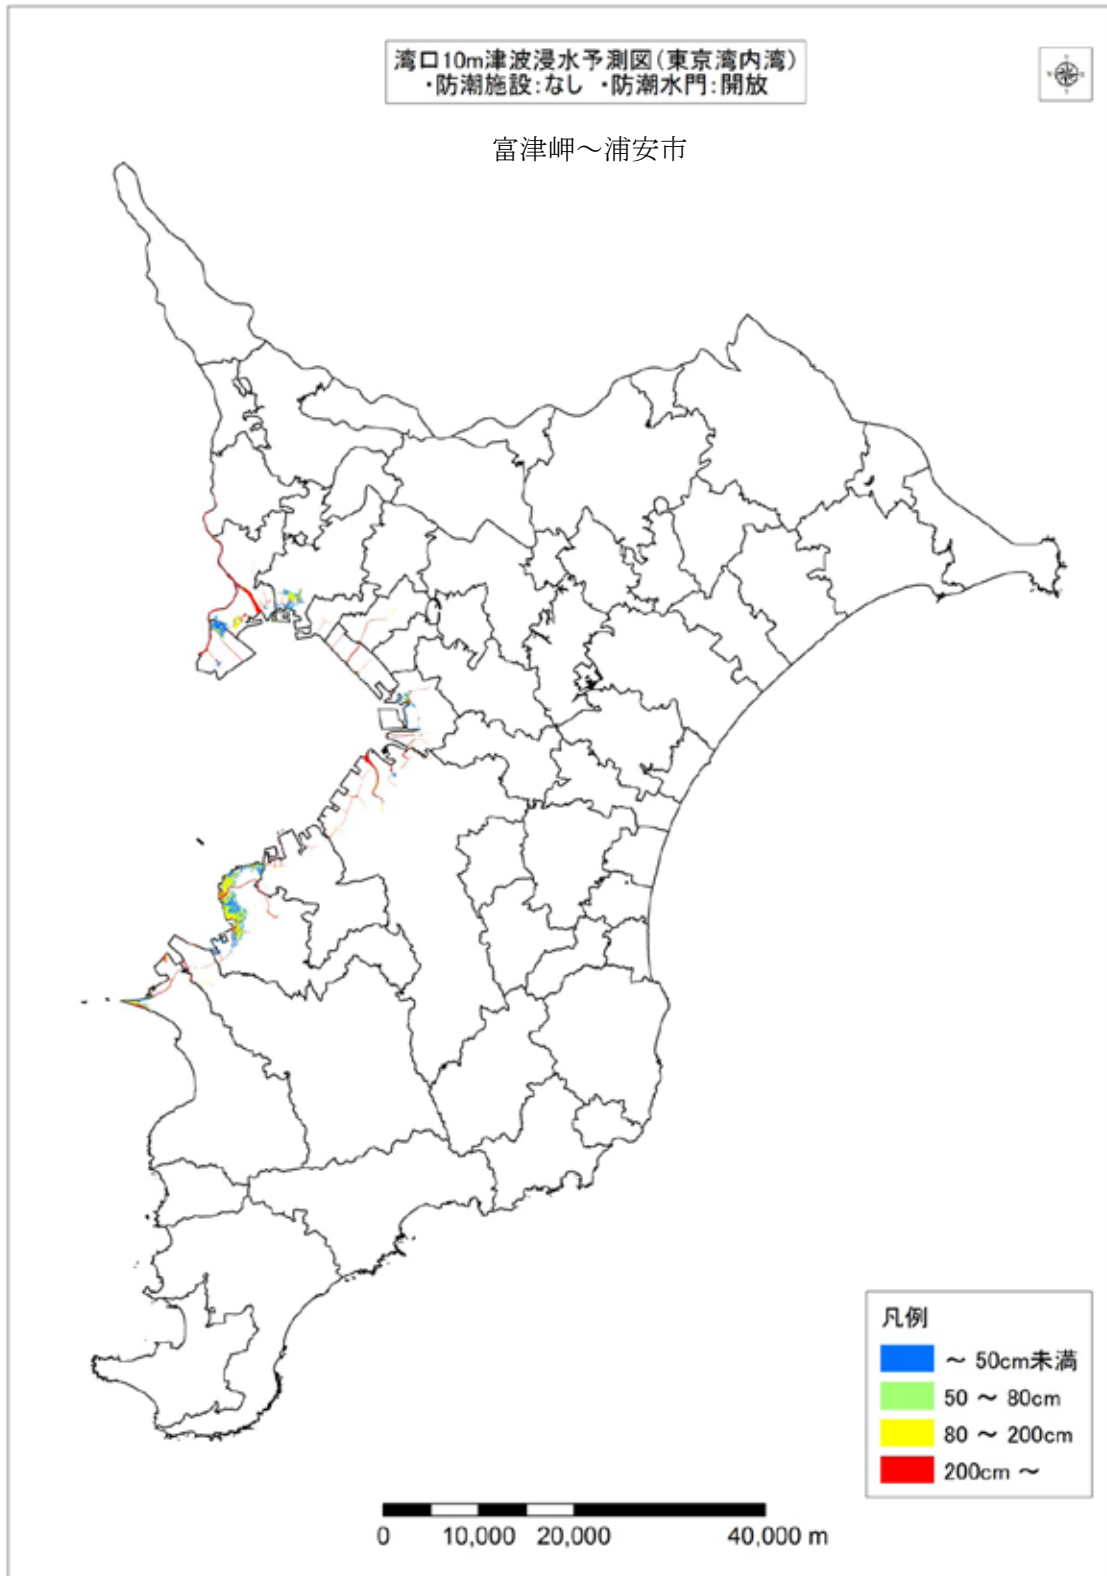 湾口10m津波浸水予測図(東京湾内湾)
・防潮施設:なし ・防潮水門:開放
富津岬～浦安市
凡例
～ 50cm未満
50 ～ 80cm
80 ～ 200cm
200cm ～
0 10,000 20,000 40,000 m